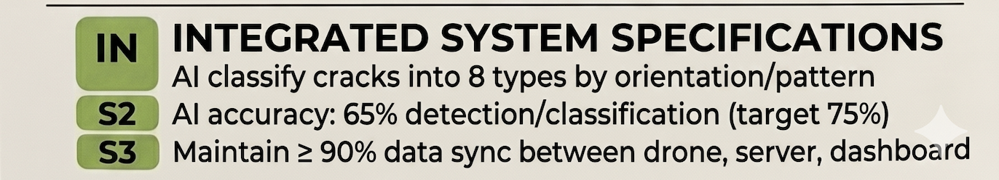 IN INTEGRATED SYSTEM SPECIFICATIONS
AI classify cracks into 8 types by orientation/pattern
S2 AI accuracy: 65% detection/classification (target 75%)
S3 Maintain ≥ 90% data sync between drone, server, dashboard